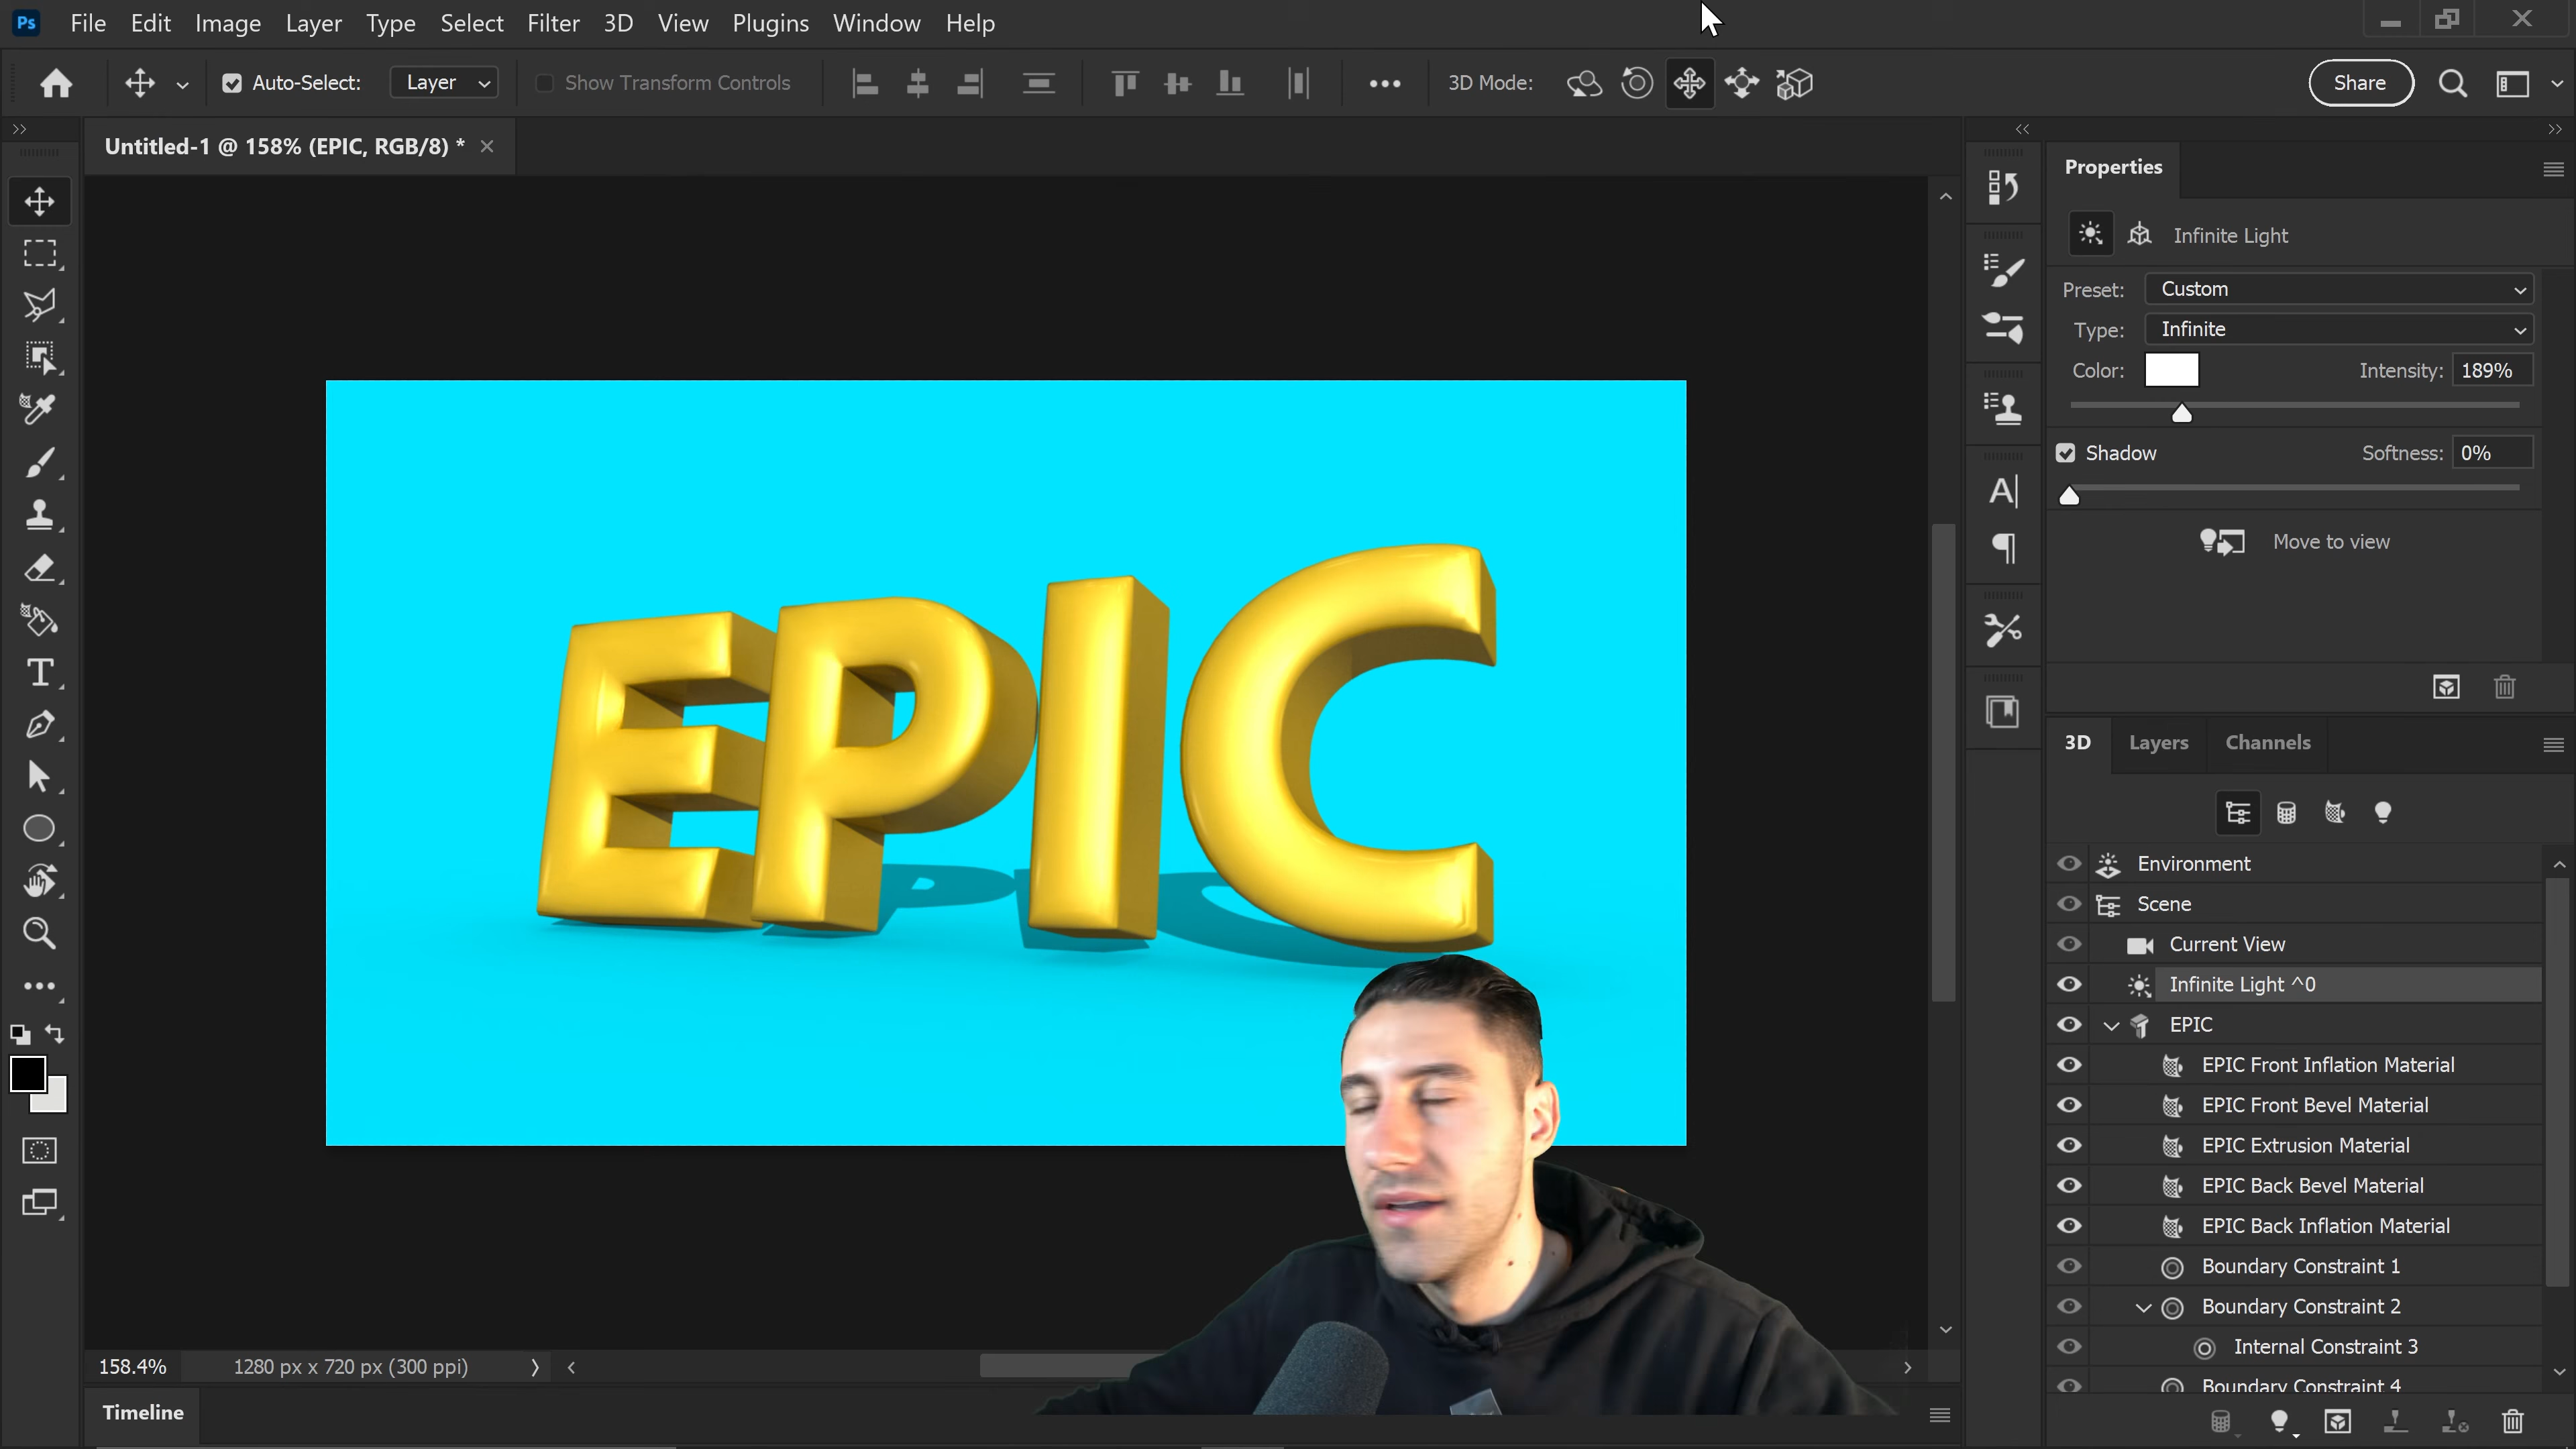 Ps File Edit Image Layer Type Select Filter 3D View Plugins Window Help
Auto-Select: Layer Show Transform Controls 3D Mode: Share
Untitled-1 @ 158% (EPIC, RGB/8) *
EPIC
158.4% 1280 px x 720 px (300 ppi)
Timeline
Properties
Infinite Light
Preset: Custom
Type: Infinite
Color: Intensity: 189%
Shadow Softness: 0%
Move to view
3D Layers Channels
Environment
Scene
Current View
Infinite Light ^0
EPIC
EPIC Front Inflation Material
EPIC Front Bevel Material
EPIC Extrusion Material
EPIC Back Bevel Material
EPIC Back Inflation Material
Boundary Constraint 1
Boundary Constraint 2
Internal Constraint 3
Boundary Constraint 4